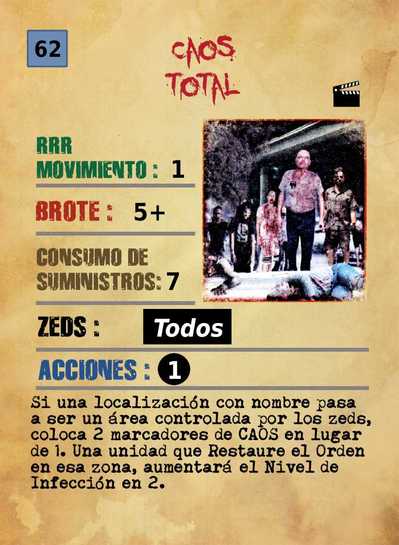 62
CAOS
TOTAL
RRR
MOVIMIENTO : 1
BROTE : 5+
CONSUMO DE
SUMINISTROS: 7
ZEDS : Todos
ACCIONES : 1
Si una localización con nombre pasa
a ser un área controlada por los zeds,
coloca 2 marcadores de CAOS en lugar
de 1. Una unidad que Restaure el Orden
en esa zona, aumentará el Nivel de
Infección en 2.